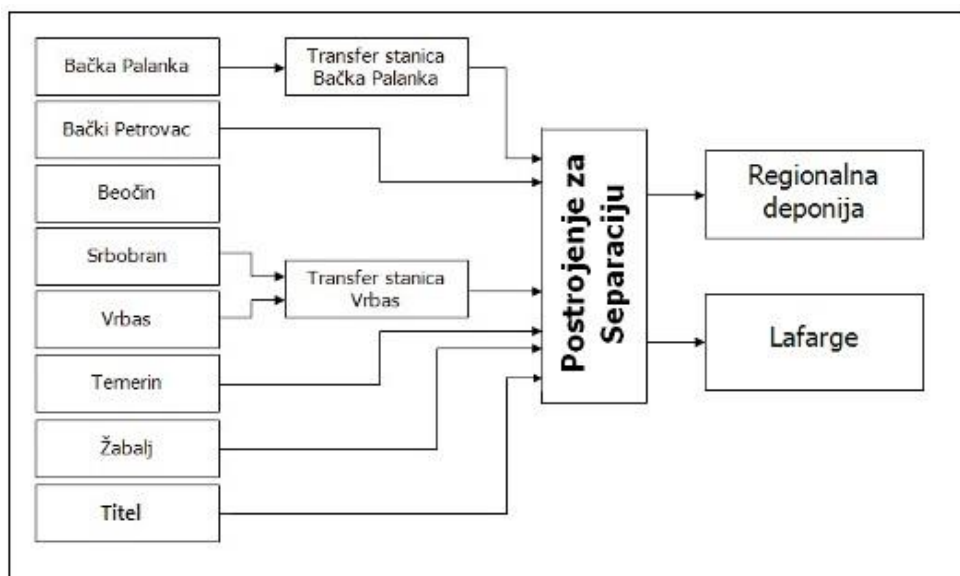 Bačka Palanka
Bački Petrovac
Beočin
Srbobran
Vrbas
Temerin
Žabalj
Titel
Transfer stanica
Bačka Palanka
Transfer stanica
Vrbas
Postrojenje za
Separaciju
Regionalna
deponija
Lafarge